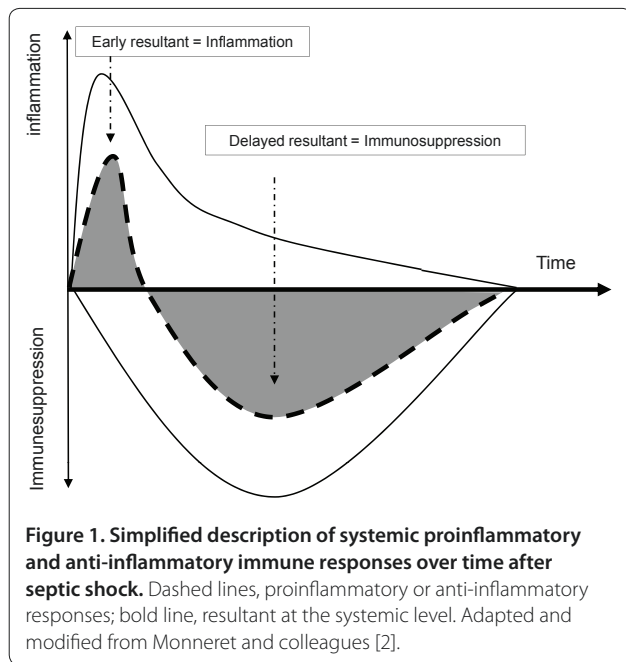 Early resultant = Inflammation
inflammation
Delayed resultant = Immunosuppression
Time
Immunesuppression
Figure 1. Simplified description of systemic proinflammatory
and anti-inflammatory immune responses over time after
septic shock. Dashed lines, proinflammatory or anti-inflammatory
responses; bold line, resultant at the systemic level. Adapted and
modified from Monneret and colleagues [2].